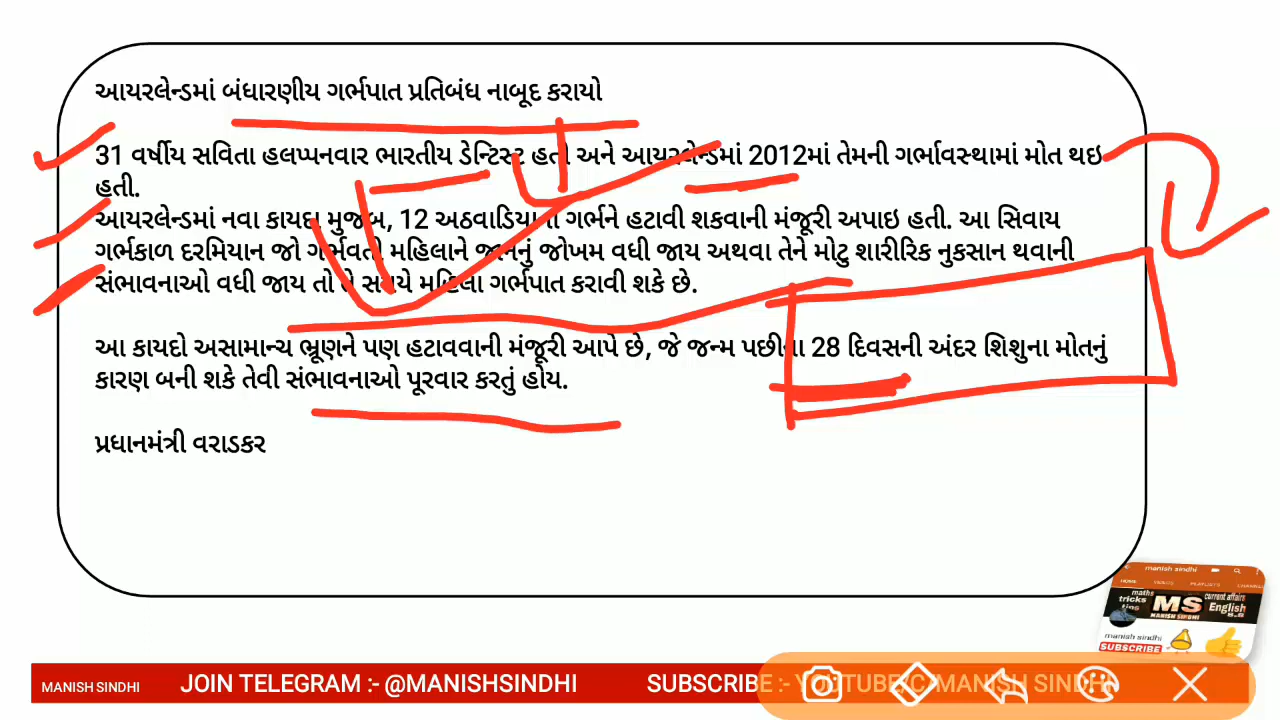 આયરલેન્ડમાં બંધારણીય ગર્ભપાત પ્રતિબંધ નાબૂદ કરાયો
31 વર્ષીય સવિતા હલપ્પનવાર ભારતીય ડેન્ટિસ્ટ હતી અને આયરલેન્ડમાં 2012માં તેમની ગર્ભાવસ્થામાં મોત થઇ
હતી.
આયરલેન્ડમાં નવા કાયદા મુજબ, 12 અઠવાડિયાના ગર્ભને હટાવી શકવાની મંજૂરી અપાઇ હતી. આ સિવાય
ગર્ભકાળ દરમિયાન જો ગર્ભવતી મહિલાને જાનનું જોખમ વધી જાય અથવા તેને મોટુ શારીરિક નુકસાન થવાની
સંભાવનાઓ વધી જાય તો તે સમયે મહિલા ગર્ભપાત કરાવી શકે છે.
આ કાયદો અસામાન્ય ભ્રૂણને પણ હટાવવાની મંજૂરી આપે છે, જે જન્મ પછીના 28 દિવસની અંદર શિશુના મોતનું
કારણ બની શકે તેવી સંભાવનાઓ પૂરવાર કરતું હોય.
પ્રધાનમંત્રી વરાડકર
manish sindhi
HOME VIDEOS PLAYLISTS
maths tricks tips
MS
MANISH SINDHI
current affairs English
manish sindhi
SUBSCRIBE
MANISH SINDHI JOIN TELEGRAM :- @MANISHSINDHI SUBSCRIBE :- YOUTUBE/C/MANISH SINDHI